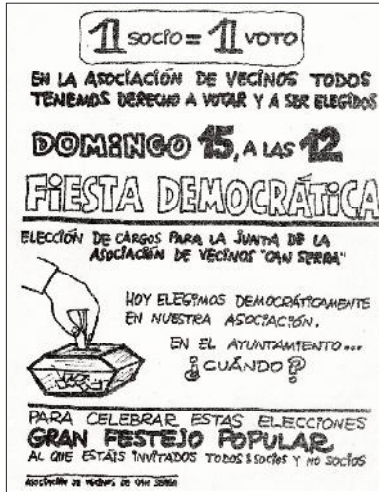 1 SOCIO = 1 VOTO
EN LA ASOCIACIÓN DE VECINOS TODOS
TENEMOS DERECHO A VOTAR Y A SER ELEGIDOS
DOMINGO 15, A LAS 12
FIESTA DEMOCRÁTICA
ELECCIÓN DE CARGOS PARA LA JUNTA DE LA
ASOCIACIÓN DE VECINOS "CAN SERRA"
HOY ELEGIMOS DEMOCRÁTICAMENTE
EN NUESTRA ASOCIACIÓN.
EN EL AYUNTAMIENTO...
¿CUÁNDO?
PARA CELEBRAR ESTAS ELECCIONES
GRAN FESTEJO POPULAR
AL QUE ESTÁIS INVITADOS TODOS: SOCIOS Y NO SOCIOS
ASOCIACIÓN DE VECINOS DE CAN SERRA